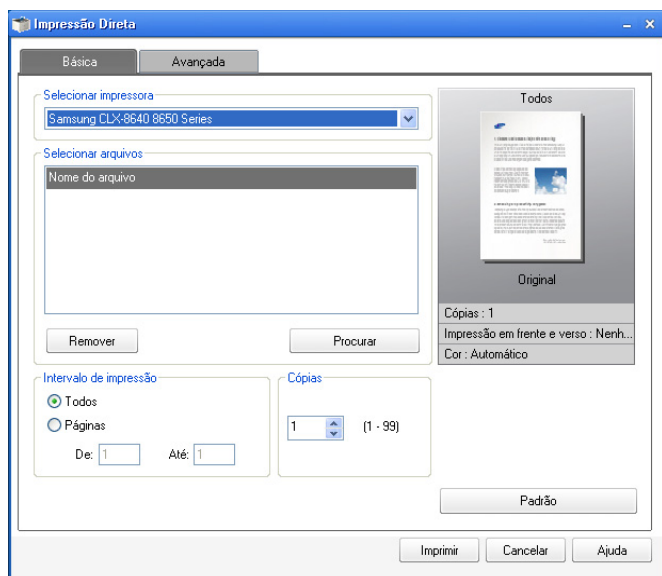 Impressão Direta
Básica
Avançada
Selecionar impressora
Samsung CLX-8640 8650 Series
Selecionar arquivos
Nome do arquivo
Remover
Procurar
Intervalo de impressão
Todos
Páginas
De: 1 Até: 1
Cópias
1 (1 - 99)
Todos
Original
Cópias : 1
Impressão em frente e verso : Nenh...
Cor : Automático
Padrão
Imprimir
Cancelar
Ajuda